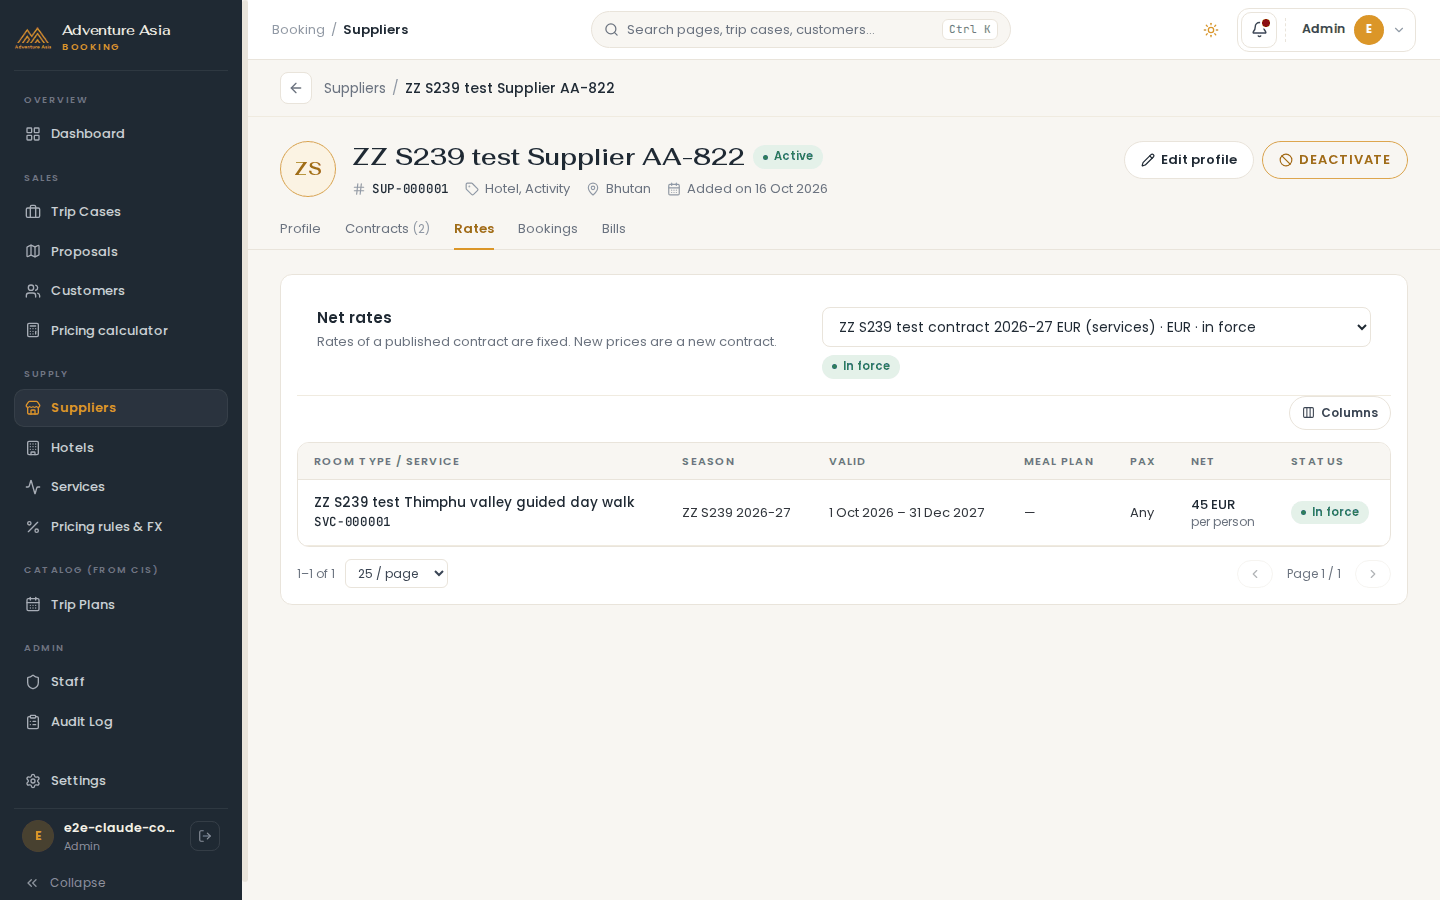 Adventure Asia
BOOKING
OVERVIEW
Dashboard
SALES
Trip Cases
Proposals
Customers
Pricing calculator
SUPPLY
Suppliers
Hotels
Services
Pricing rules & FX
CATALOG (FROM CIS)
Trip Plans
ADMIN
Staff
Audit Log
Settings
E
e2e-claude-co...
Admin
Collapse
Booking / Suppliers
Search pages, trip cases, customers...
Ctrl K
Admin
E
Suppliers / ZZ S239 test Supplier AA-822
ZS
ZZ S239 test Supplier AA-822
Active
SUP-000001
Hotel, Activity
Bhutan
Added on 16 Oct 2026
Edit profile
DEACTIVATE
Profile
Contracts (2)
Rates
Bookings
Bills
Net rates
Rates of a published contract are fixed. New prices are a new contract.
ZZ S239 test contract 2026-27 EUR (services) · EUR · in force
In force
Columns
ROOM TYPE / SERVICE SEASON VALID MEAL PLAN PAX NET STATUS
ZZ S239 test Thimphu valley guided day walk
SVC-000001
ZZ S239 2026-27
1 Oct 2026 – 31 Dec 2027
—
Any
45 EUR
per person
In force
1–1 of 1
25 / page
Page 1 / 1